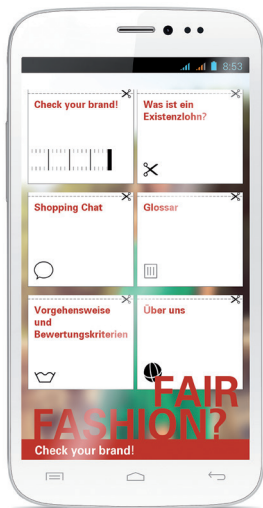 8:53
Check your brand!
Was ist ein
Existenzlohn?
Shopping Chat
Glossar
Vorgehensweise
und
Bewertungskriterien
Über uns
FAIR
FASHION?
Check your brand!